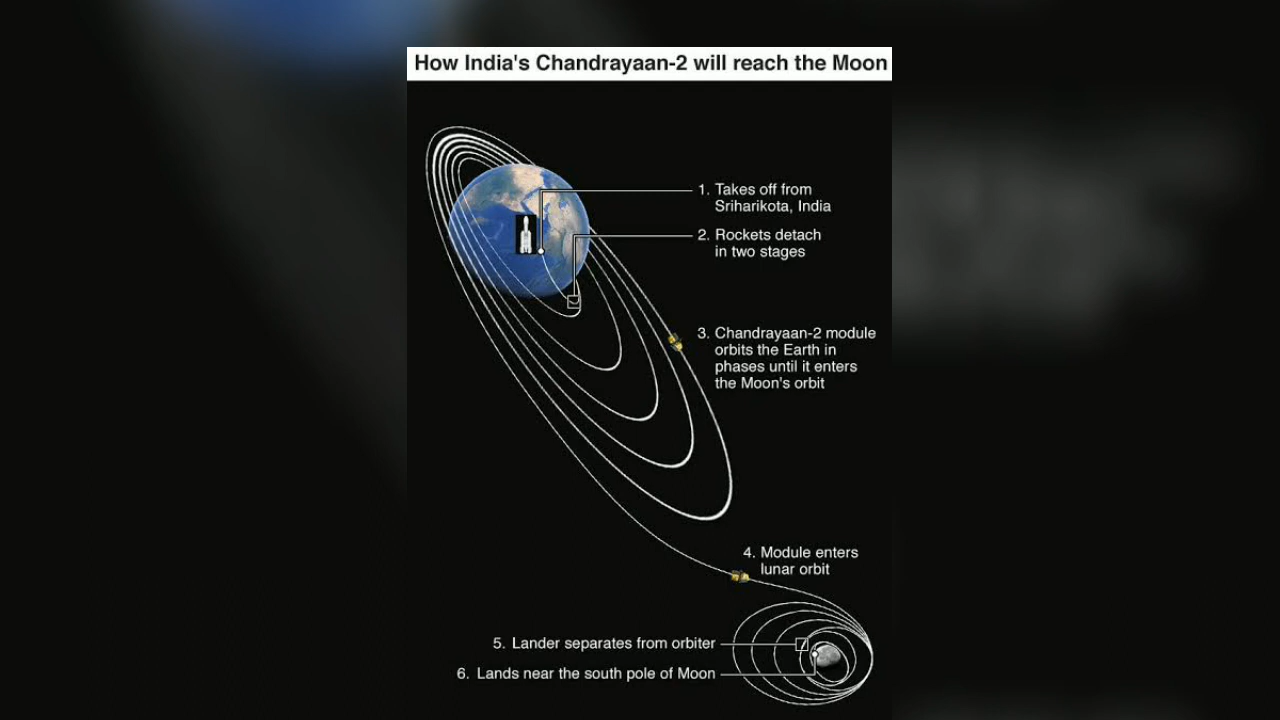 How India's Chandrayaan-2 will reach the Moon
1. Takes off from
Sriharikota, India
2. Rockets detach
in two stages
3. Chandrayaan-2 module
orbits the Earth in
phases until it enters
the Moon's orbit
4. Module enters
lunar orbit
5. Lander separates from orbiter
6. Lands near the south pole of Moon